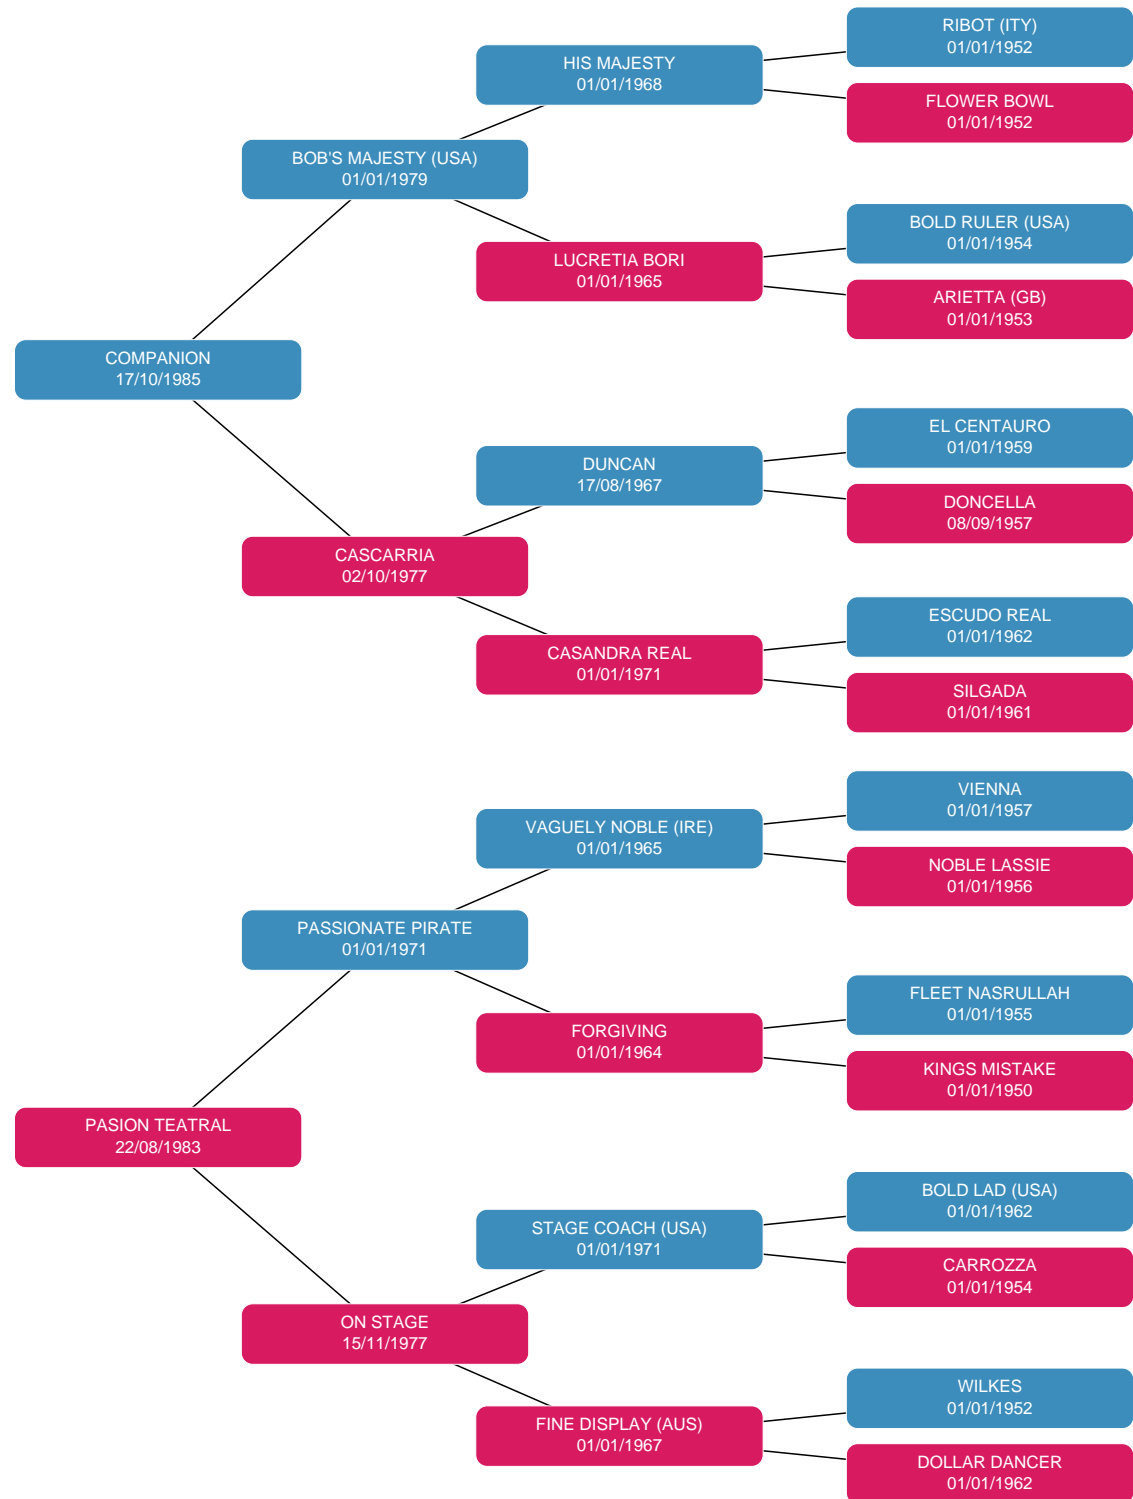 RIBOT (ITY)
01/01/1952
HIS MAJESTY
01/01/1968
FLOWER BOWL
01/01/1952
BOB'S MAJESTY (USA)
01/01/1979
BOLD RULER (USA)
01/01/1954
LUCRETIA BORI
01/01/1965
ARIETTA (GB)
01/01/1953
COMPANION
17/10/1985
EL CENTAURO
01/01/1959
DUNCAN
17/08/1967
DONCELLA
08/09/1957
CASCARRIA
02/10/1977
ESCUDO REAL
01/01/1962
CASANDRA REAL
01/01/1971
SILGADA
01/01/1961
VIENNA
01/01/1957
VAGUELY NOBLE (IRE)
01/01/1965
NOBLE LASSIE
01/01/1956
PASSIONATE PIRATE
01/01/1971
FLEET NASRULLAH
01/01/1955
FORGIVING
01/01/1964
KINGS MISTAKE
01/01/1950
PASION TEATRAL
22/08/1983
BOLD LAD (USA)
01/01/1962
STAGE COACH (USA)
01/01/1971
CARROZZA
01/01/1954
ON STAGE
15/11/1977
WILKES
01/01/1952
FINE DISPLAY (AUS)
01/01/1967
DOLLAR DANCER
01/01/1962